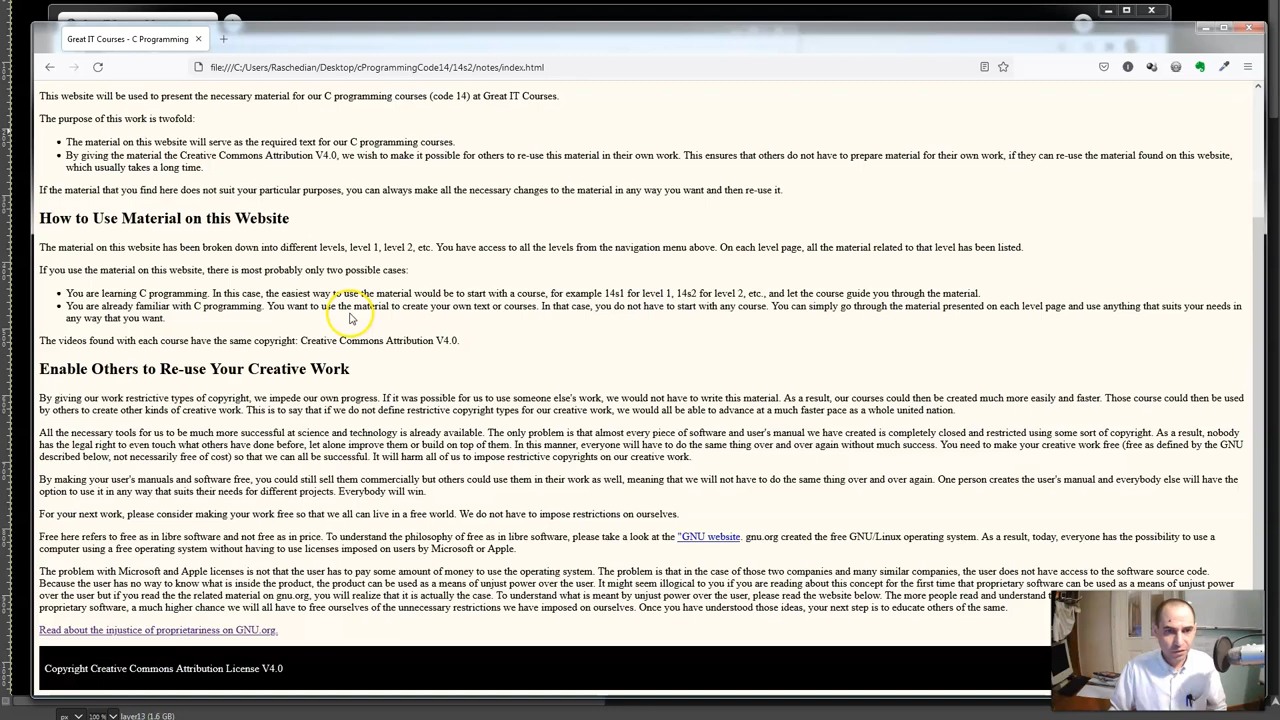 Great IT Courses - C Programming
file:///C:/Users/Raschedian/Desktop/cProgrammingCode14/14s2/notes/index.html
This website will be used to present the necessary material for our C programming courses (code 14) at Great IT Courses.
The purpose of this work is twofold:
• The material on this website will serve as the required text for our C programming courses.
• By giving the material the Creative Commons Attribution V4.0, we wish to make it possible for others to re-use this material in their own work. This ensures that others do not have to prepare material for their own work, if they can re-use the material found on this website,
which usually takes a long time.
If the material that you find here does not suit your particular purposes, you can always make all the necessary changes to the material in any way you want and then re-use it.
How to Use Material on this Website
The material on this website has been broken down into different levels, level 1, level 2, etc. You have access to all the levels from the navigation menu above. On each level page, all the material related to that level has been listed.
If you use the material on this website, there is most probably only two possible cases:
• You are learning C programming. In this case, the easiest way to use the material would be to start with a course, for example 14s1 for level 1, 14s2 for level 2, etc., and let the course guide you through the material.
• You are already familiar with C programming. You want to use the material to create your own text or courses. In that case, you do not have to start with any course. You can simply go through the material presented on each level page and use anything that suits your needs in
any way that you want.
The videos found with each course have the same copyright: Creative Commons Attribution V4.0.
Enable Others to Re-use Your Creative Work
By giving our work restrictive types of copyright, we impede our own progress. If it was possible for us to use someone else's work, we would not have to write this material. As a result, our courses could then be created much more easily and faster. Those course could then be used
by others to create other kinds of creative work. This is to say that if we do not define restrictive copyright types for our creative work, we would all be able to advance at a much faster pace as a whole united nation.
All the necessary tools for us to be much more successful at science and technology is already available. The only problem is that almost every piece of software and user's manual we have created is completely closed and restricted using some sort of copyright. As a result, nobody
has the legal right to even touch what others have done before, let alone improve them or build on top of them. In this manner, everyone will have to do the same thing over and over again without much success. You need to make your creative work free (as defined by the GNU
described below, not necessarily free of cost) so that we can all be successful. It will harm all of us to impose restrictive copyrights on our creative work.
By making your user's manuals and software free, you could still sell them commercially but others could use them in their work as well, meaning that we will not have to do the same thing over and over again. One person creates the user's manual and everybody else will have the
option to use it in any way that suits their needs for different projects. Everybody will win.
For your next work, please consider making your work free so that we all can live in a free world. We do not have to impose restrictions on ourselves.
Free here refers to free as in libre software and not free as in price. To understand the philosophy of free as in libre software, please take a look at the "GNU website. gnu.org created the free GNU/Linux operating system. As a result, today, everyone has the possibility to use a
computer using a free operating system without having to use licenses imposed on users by Microsoft or Apple.
The problem with Microsoft and Apple licenses is not that the user has to pay some amount of money to use the operating system. The problem is that in the case of those two companies and many similar companies, the user does not have access to the software source code.
Because the user has no way to know what is inside the product, the product can be used as a means of unjust power over the user. It might seem illogical to you if you are reading about this concept for the first time that proprietary software can be used as a means of unjust power
over the user but if you read the related material on gnu.org, you will realize that it is actually the case. To understand what is meant by unjust power over the user, please read the website below. The more people read and understand
proprietary software, a much higher chance we will all have to free ourselves of the unnecessary restrictions we have imposed on ourselves. Once you have understood those ideas, your next step is to educate others of the same.
Read about the injustice of proprietariness on GNU.org.
Copyright Creative Commons Attribution License V4.0
px 100 % layer13 (1.6 GB)